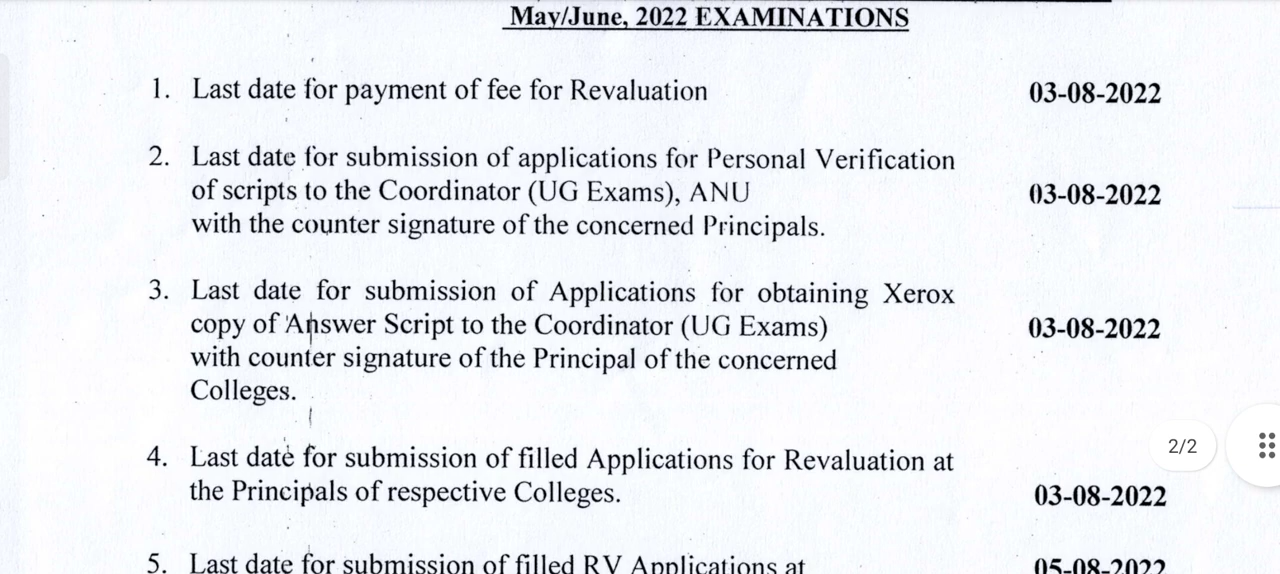 May/June, 2022 EXAMINATIONS
1. Last date for payment of fee for Revaluation 03-08-2022
2. Last date for submission of applications for Personal Verification
of scripts to the Coordinator (UG Exams), ANU 03-08-2022
with the counter signature of the concerned Principals.
3. Last date for submission of Applications for obtaining Xerox
copy of Answer Script to the Coordinator (UG Exams) 03-08-2022
with counter signature of the Principal of the concerned
Colleges.
2/2
4. Last date for submission of filled Applications for Revaluation at
the Principals of respective Colleges. 03-08-2022
5. Last date for submission of filled RV Applications at 05-08-2022